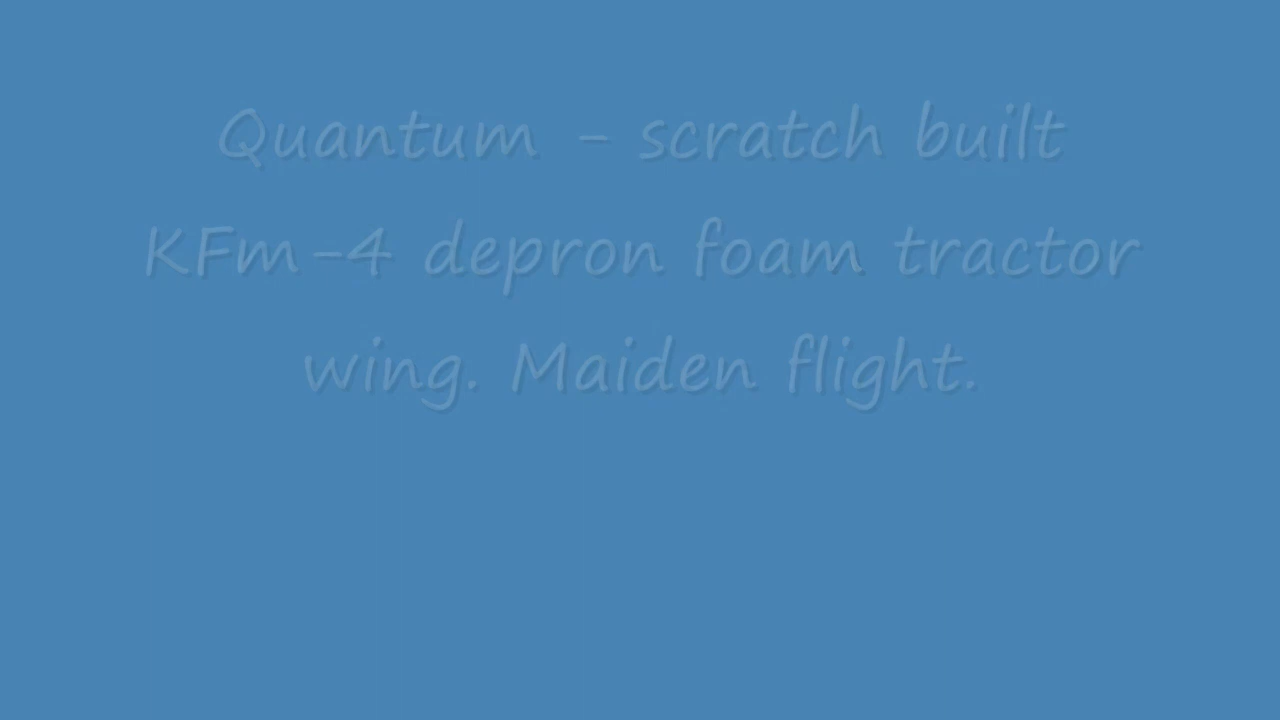 Quantum - scratch built
KFm-4 depron foam tractor
wing. Maiden flight.